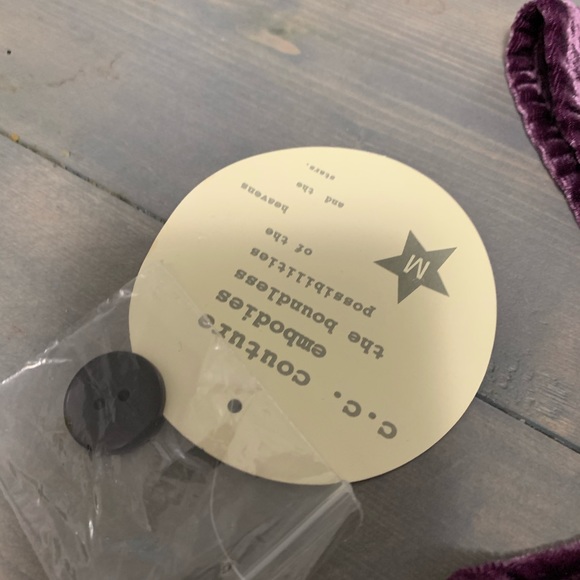 c.c. couture
embodies
the boundless
possibilities
of the
heavens
and the
stars.
M